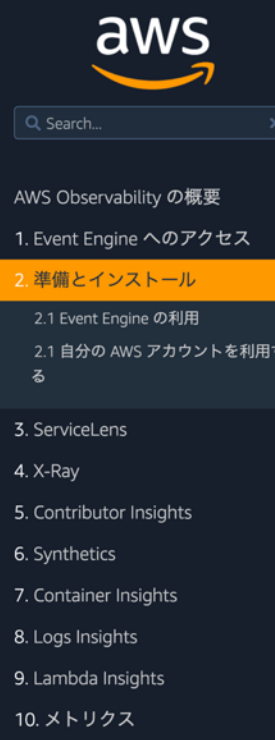 aws
Search...
AWS Observability の概要
1. Event Engine へのアクセス
2. 準備とインストール
2.1 Event Engine の利用
2.1 自分の AWS アカウントを利用す
る
3. ServiceLens
4. X-Ray
5. Contributor Insights
6. Synthetics
7. Container Insights
8. Logs Insights
9. Lambda Insights
10. メトリクス